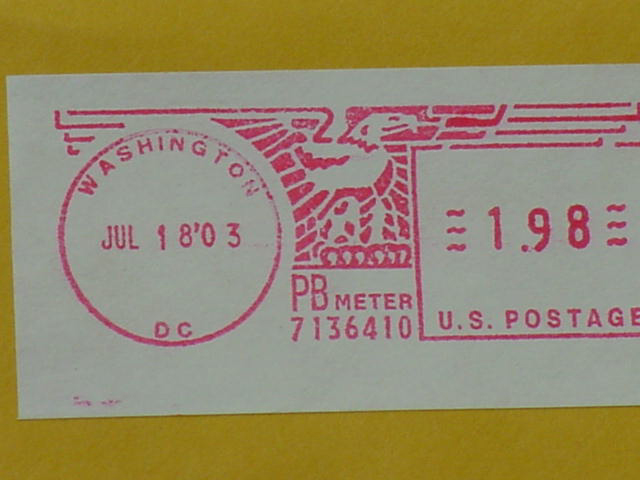 WASHINGTON
JUL 18'03
DC
PB METER
7136410
1.98
U.S. POSTAGE